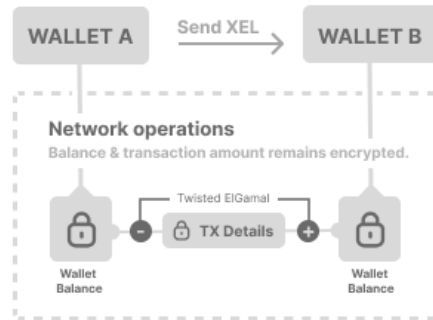 WALLET A
Send XEL
WALLET B
Network operations
Balance & transaction amount remains encrypted.
Twisted ElGamal
-
TX Details
+
Wallet
Balance
Wallet
Balance